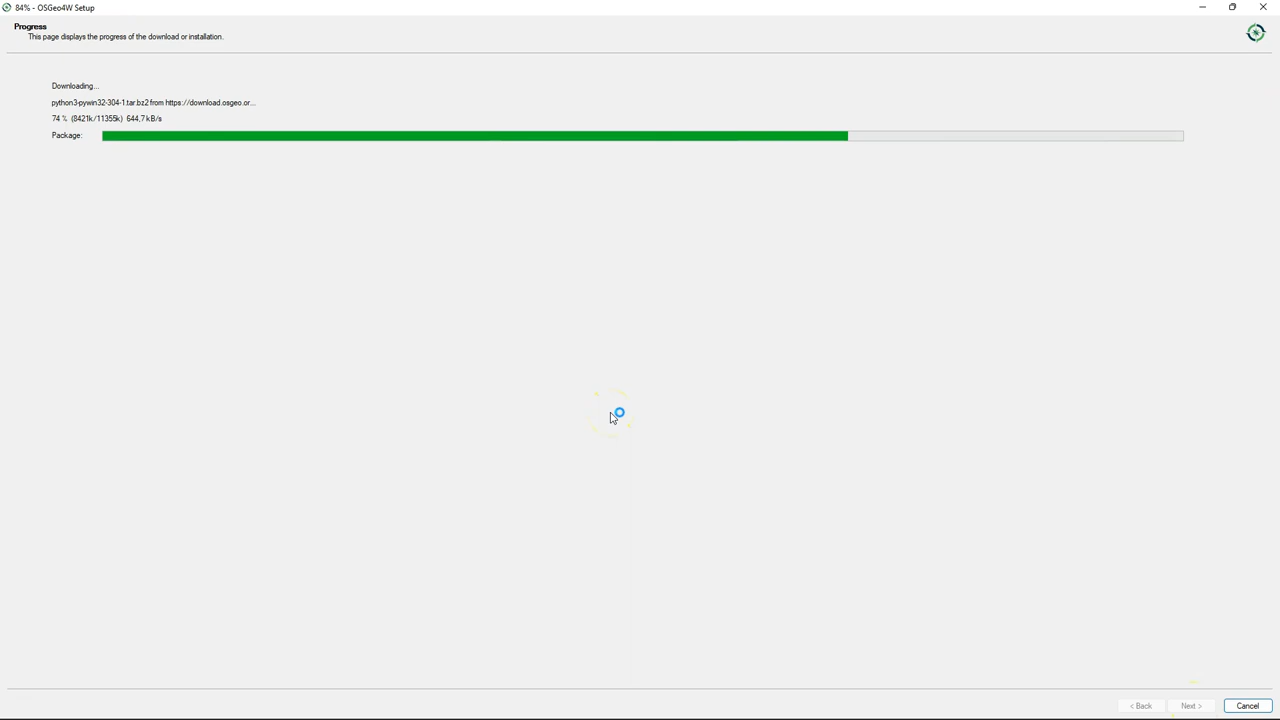 84% - OSGeo4W Setup
Progress
This page displays the progress of the download or installation.
Downloading...
python3-pywin32-304-1.tar.bz2 from https://download.osgeo.or...
74 % (8421k/11355k) 644,7 kB/s
Package:
< Back
Next >
Cancel